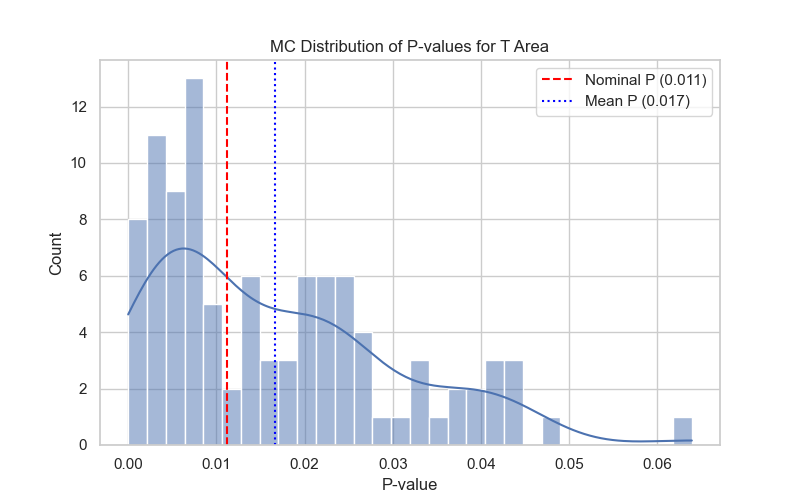 MC Distribution of P-values for T Area
Nominal P (0.011)
Mean P (0.017)
Count
12
10
8
6
4
2
0
0.00 0.01 0.02 0.03 0.04 0.05 0.06
P-value